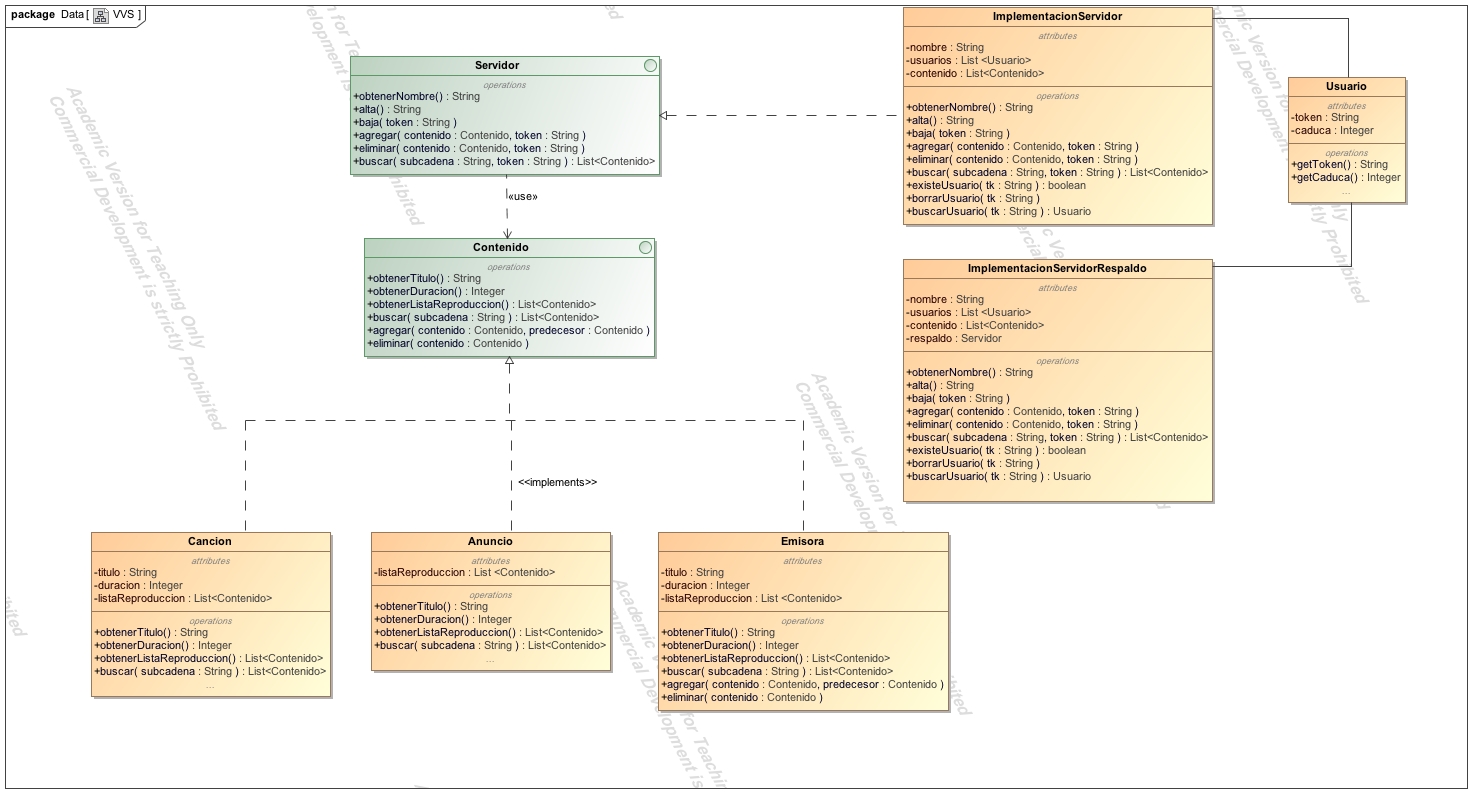 package Data [ VVS ]
Servidor
operations
+obtenerNombre() : String
+alta() : String
+baja( token : String )
+agregar( contenido : Contenido, token : String )
+eliminar( contenido : Contenido, token : String )
+buscar( subcadena : String, token : String ) : List<Contenido>
«use»
Contenido
operations
+obtenerTitulo() : String
+obtenerDuracion() : Integer
+obtenerListaReproduccion() : List<Contenido>
+buscar( subcadena : String ) : List<Contenido>
+agregar( contenido : Contenido, predecesor : Contenido )
+eliminar( contenido : Contenido )
<<implements>>
ImplementacionServidor
attributes
-nombre : String
-usuarios : List <Usuario>
-contenido : List<Contenido>
operations
+obtenerNombre() : String
+alta() : String
+baja( token : String )
+agregar( contenido : Contenido, token : String )
+eliminar( contenido : Contenido, token : String )
+buscar( subcadena : String, token : String ) : List<Contenido>
+existeUsuario( tk : String ) : boolean
+borrarUsuario( tk : String )
+buscarUsuario( tk : String ) : Usuario
Usuario
attributes
-token : String
-caduca : Integer
operations
+getToken() : String
+getCaduca() : Integer
...
ImplementacionServidorRespaldo
attributes
-nombre : String
-usuarios : List <Usuario>
-contenido : List<Contenido>
-respaldo : Servidor
operations
+obtenerNombre() : String
+alta() : String
+baja( token : String )
+agregar( contenido : Contenido, token : String )
+eliminar( contenido : Contenido, token : String )
+buscar( subcadena : String, token : String ) : List<Contenido>
+existeUsuario( tk : String ) : boolean
+borrarUsuario( tk : String )
+buscarUsuario( tk : String ) : Usuario
Cancion
attributes
-titulo : String
-duracion : Integer
-listaReproduccion : List<Contenido>
operations
+obtenerTitulo() : String
+obtenerDuracion() : Integer
+obtenerListaReproduccion() : List<Contenido>
+buscar( subcadena : String ) : List<Contenido>
...
Anuncio
attributes
-listaReproduccion : List <Contenido>
operations
+obtenerTitulo() : String
+obtenerDuracion() : Integer
+obtenerListaReproduccion() : List<Contenido>
+buscar( subcadena : String ) : List<Contenido>
...
Emisora
attributes
-titulo : String
-duracion : Integer
-listaReproduccion : List <Contenido>
operations
+obtenerTitulo() : String
+obtenerDuracion() : Integer
+obtenerListaReproduccion() : List<Contenido>
+buscar( subcadena : String ) : List<Contenido>
+agregar( contenido : Contenido, predecesor : Contenido )
+eliminar( contenido : Contenido )
Academic Version for Teaching Only
Commercial Development is strictly Prohibited